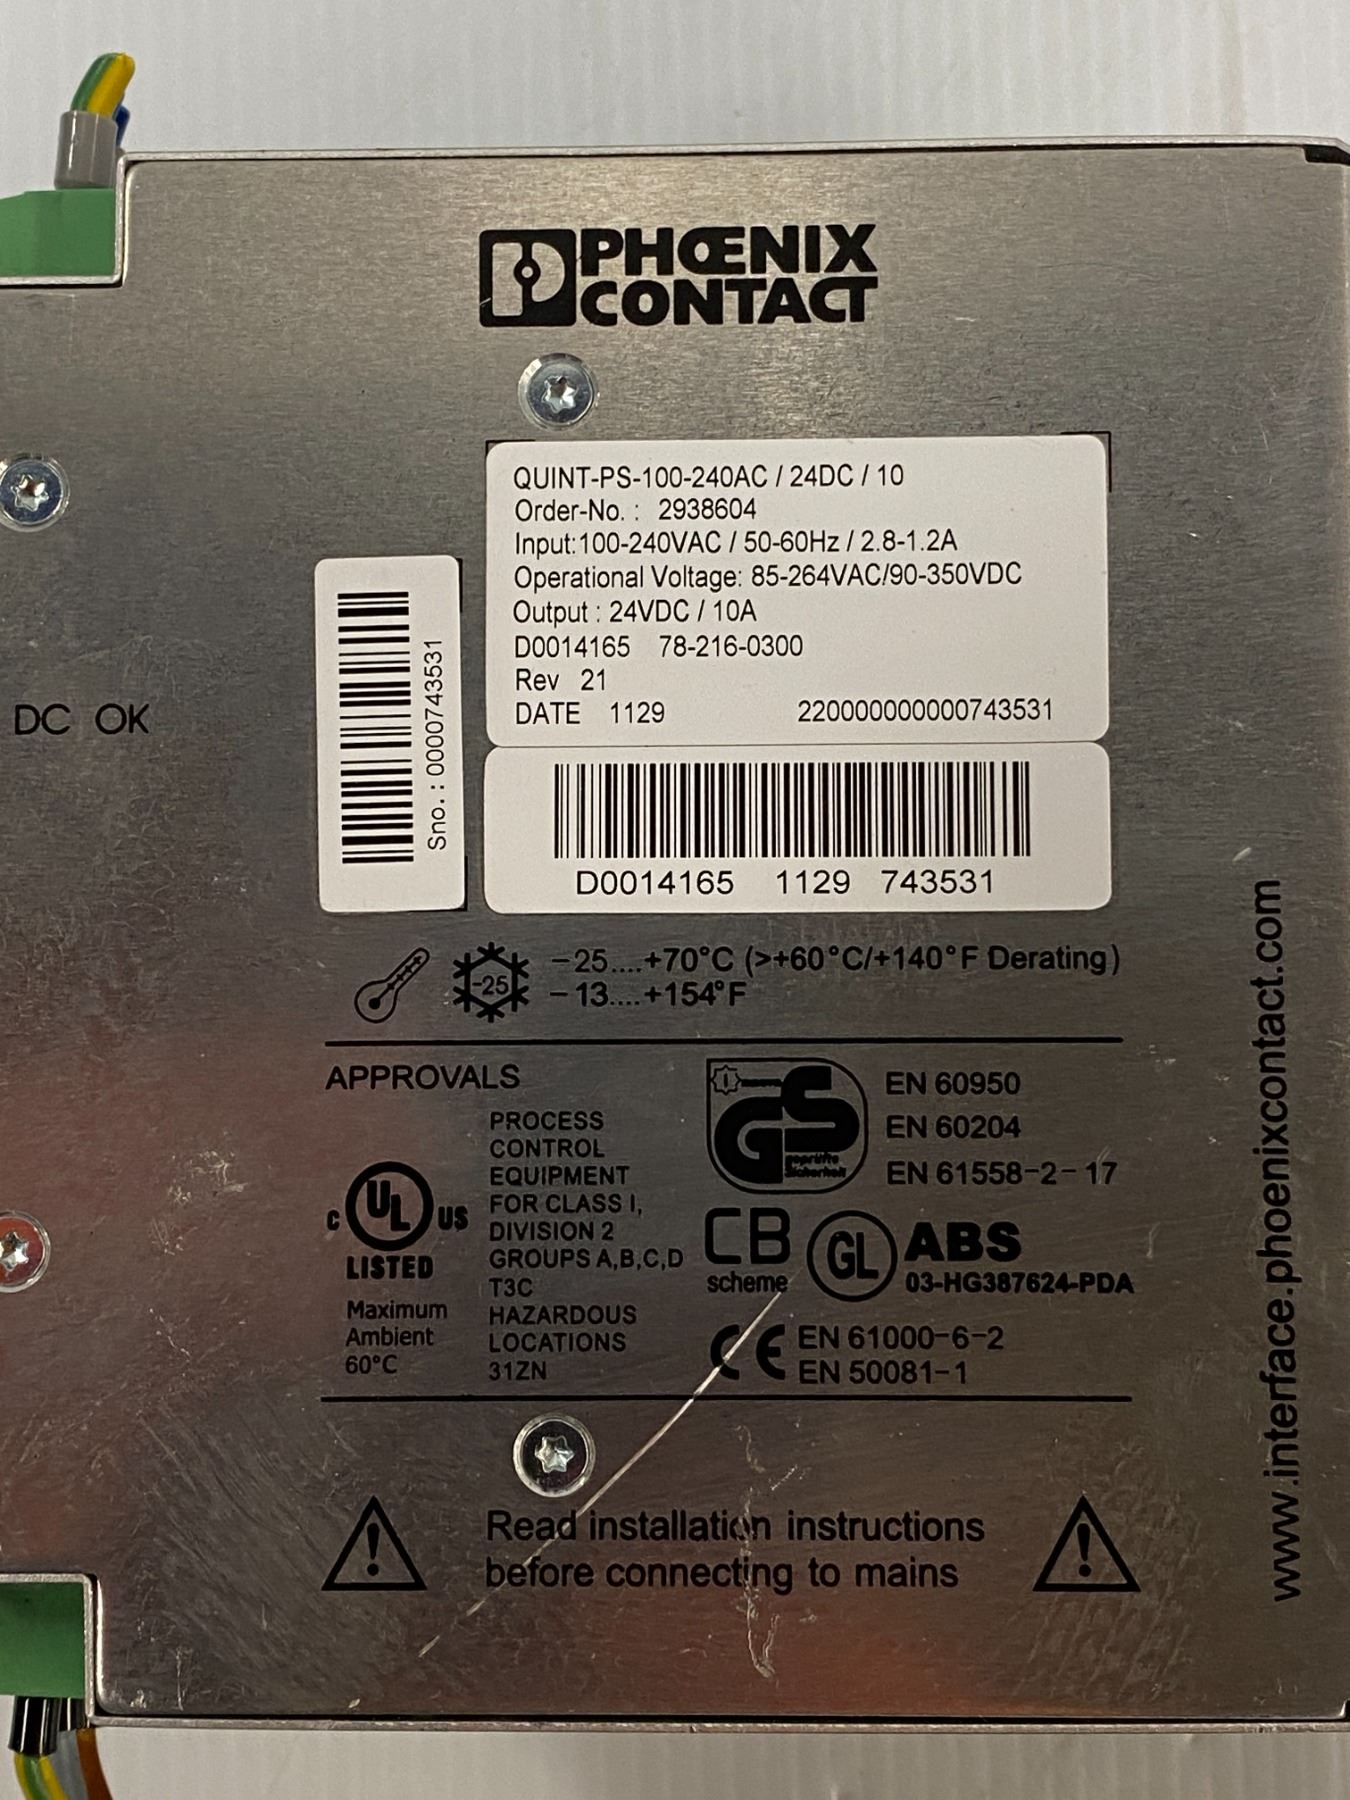 PHŒNIX
CONTACT
QUINT-PS-100-240AC / 24DC / 10
Order-No. : 2938604
Input:100-240VAC / 50-60Hz / 2.8-1.2A
Operational Voltage: 85-264VAC/90-350VDC
Output : 24VDC / 10A
D0014165 78-216-0300
Rev 21
DATE 1129 220000000000743531
Sno. : 0000743531
DC OK
D0014165 1129 743531
-25 -25....+70°C (>+60°C/+140°F Derating)
-13....+154°F
APPROVALS
PROCESS
CONTROL
EQUIPMENT
FOR CLASS I,
DIVISION 2
GROUPS A,B,C,D
T3C
HAZARDOUS
LOCATIONS
31ZN
C UL US
LISTED
Maximum
Ambient
60°C
GS
geprüfte
Sicherheit
EN 60950
EN 60204
EN 61558-2-17
CB
scheme
GL
ABS
03-HG387624-PDA
CE
EN 61000-6-2
EN 50081-1
Read installation instructions
before connecting to mains
www.interface.phoenixcontact.com